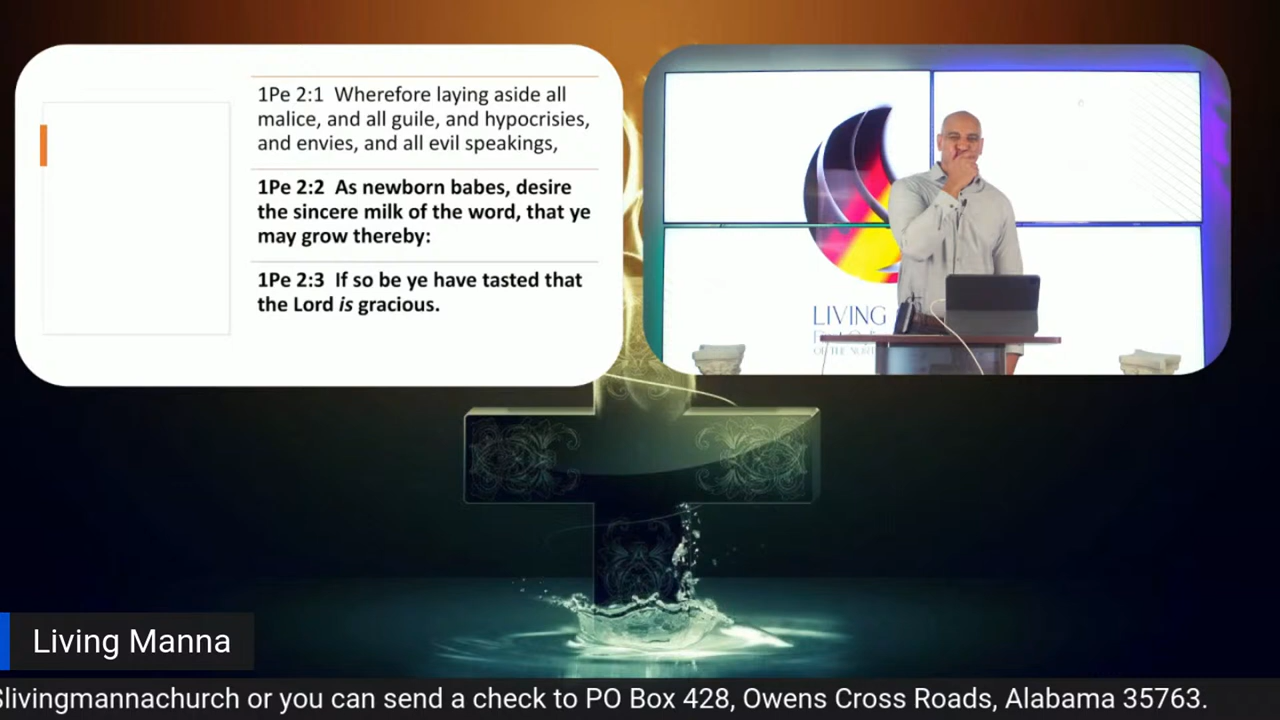 1Pe 2:1 Wherefore laying aside all
malice, and all guile, and hypocrisies,
and envies, and all evil speakings,
1Pe 2:2 As newborn babes, desire
the sincere milk of the word, that ye
may grow thereby:
1Pe 2:3 If so be ye have tasted that
the Lord is gracious.
LIVING
Living Manna
$livingmannachurch or you can send a check to PO Box 428, Owens Cross Roads, Alabama 35763.